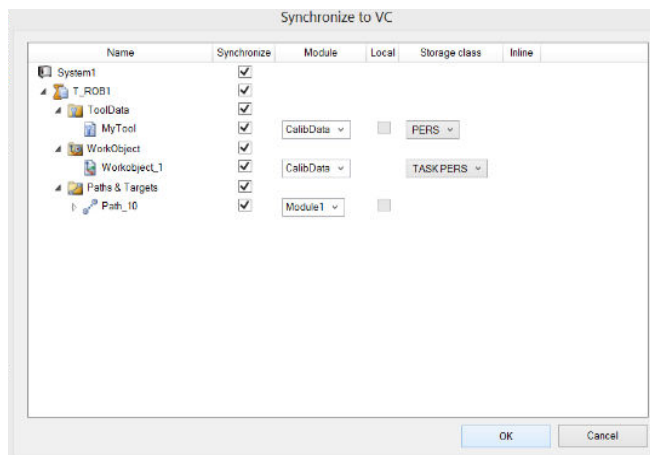 Synchronize to VC
Name Synchronize Module Local Storage class Inline
System1
T_ROB1
ToolData
MyTool CalibData PERS
WorkObject
Workobject_1 CalibData TASK PERS
Paths & Targets
Path_10 Module1
OK Cancel